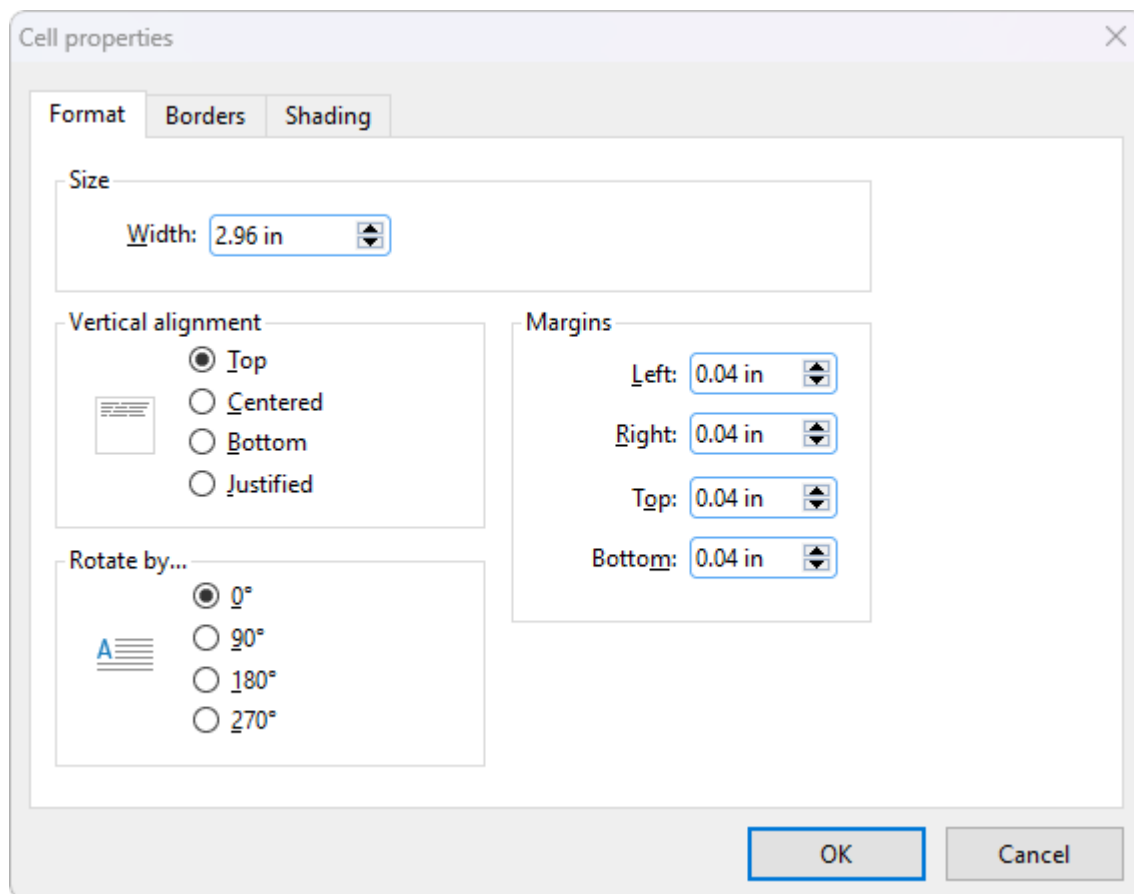 Cell properties
Format Borders Shading
Size
Width: 2.96 in
Vertical alignment
Top
Centered
Bottom
Justified
Margins
Left: 0.04 in
Right: 0.04 in
Top: 0.04 in
Bottom: 0.04 in
Rotate by...
A
0°
90°
180°
270°
OK Cancel